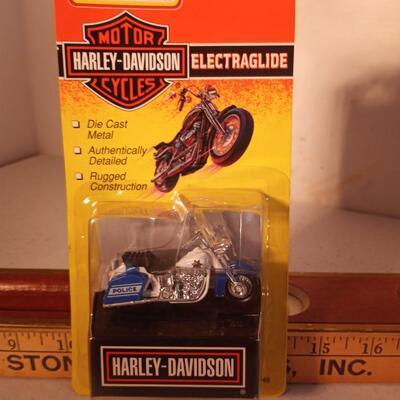 MOTOR
HARLEY-DAVIDSON
CYCLES
ELECTRAGLIDE
Die Cast
Metal
Authentically
Detailed
Rugged
Construction
POLICE
HARLEY-DAVIDSON
®
9
15 16
STON
INC.